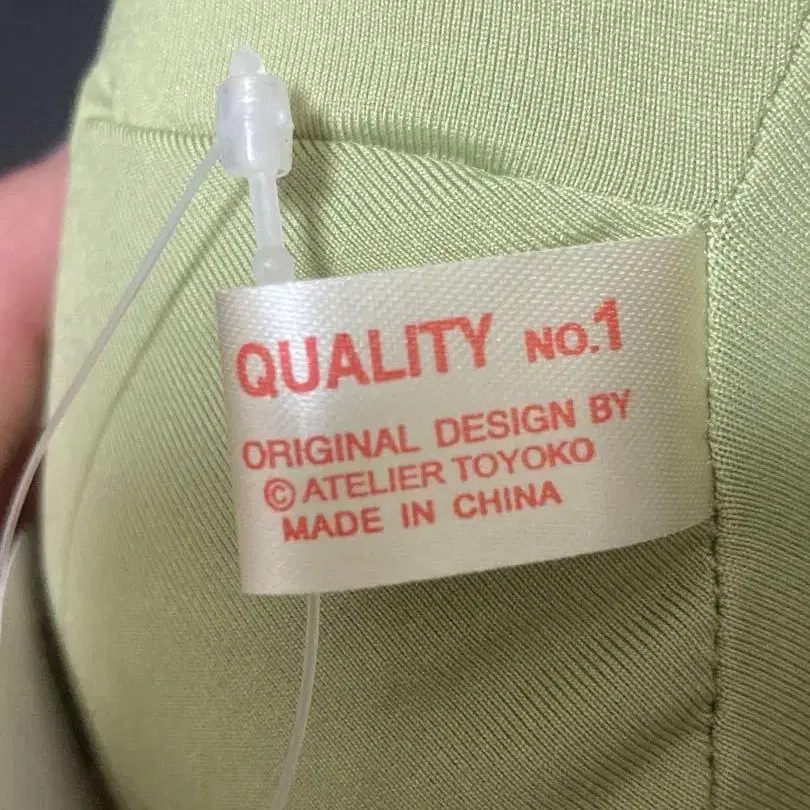 QUALITY NO.1
ORIGINAL DESIGN BY
© ATELIER TOYOKO
MADE IN CHINA